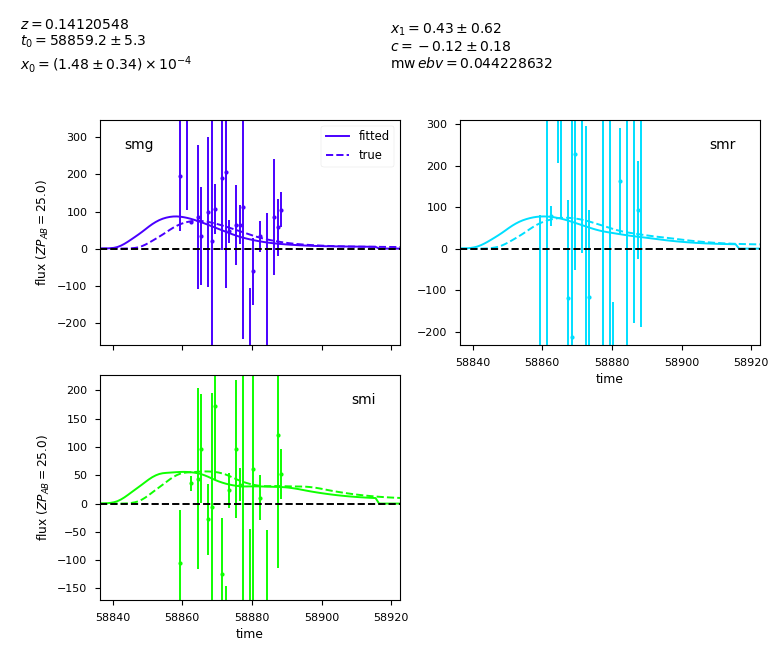 z = 0.14120548
t₀ = 58859.2 ± 5.3
x₀ = (1.48 ± 0.34) × 10⁻⁴
x₁ = 0.43 ± 0.62
c = −0.12 ± 0.18
mw ebv = 0.044228632
smg
fitted
true
300
200
100
0
−100
−200
flux (ZP_AB = 25.0)
smr
300
200
100
0
−100
−200
58840 58860 58880 58900 58920
time
smi
200
150
100
50
0
−50
−100
−150
flux (ZP_AB = 25.0)
58840 58860 58880 58900 58920
time